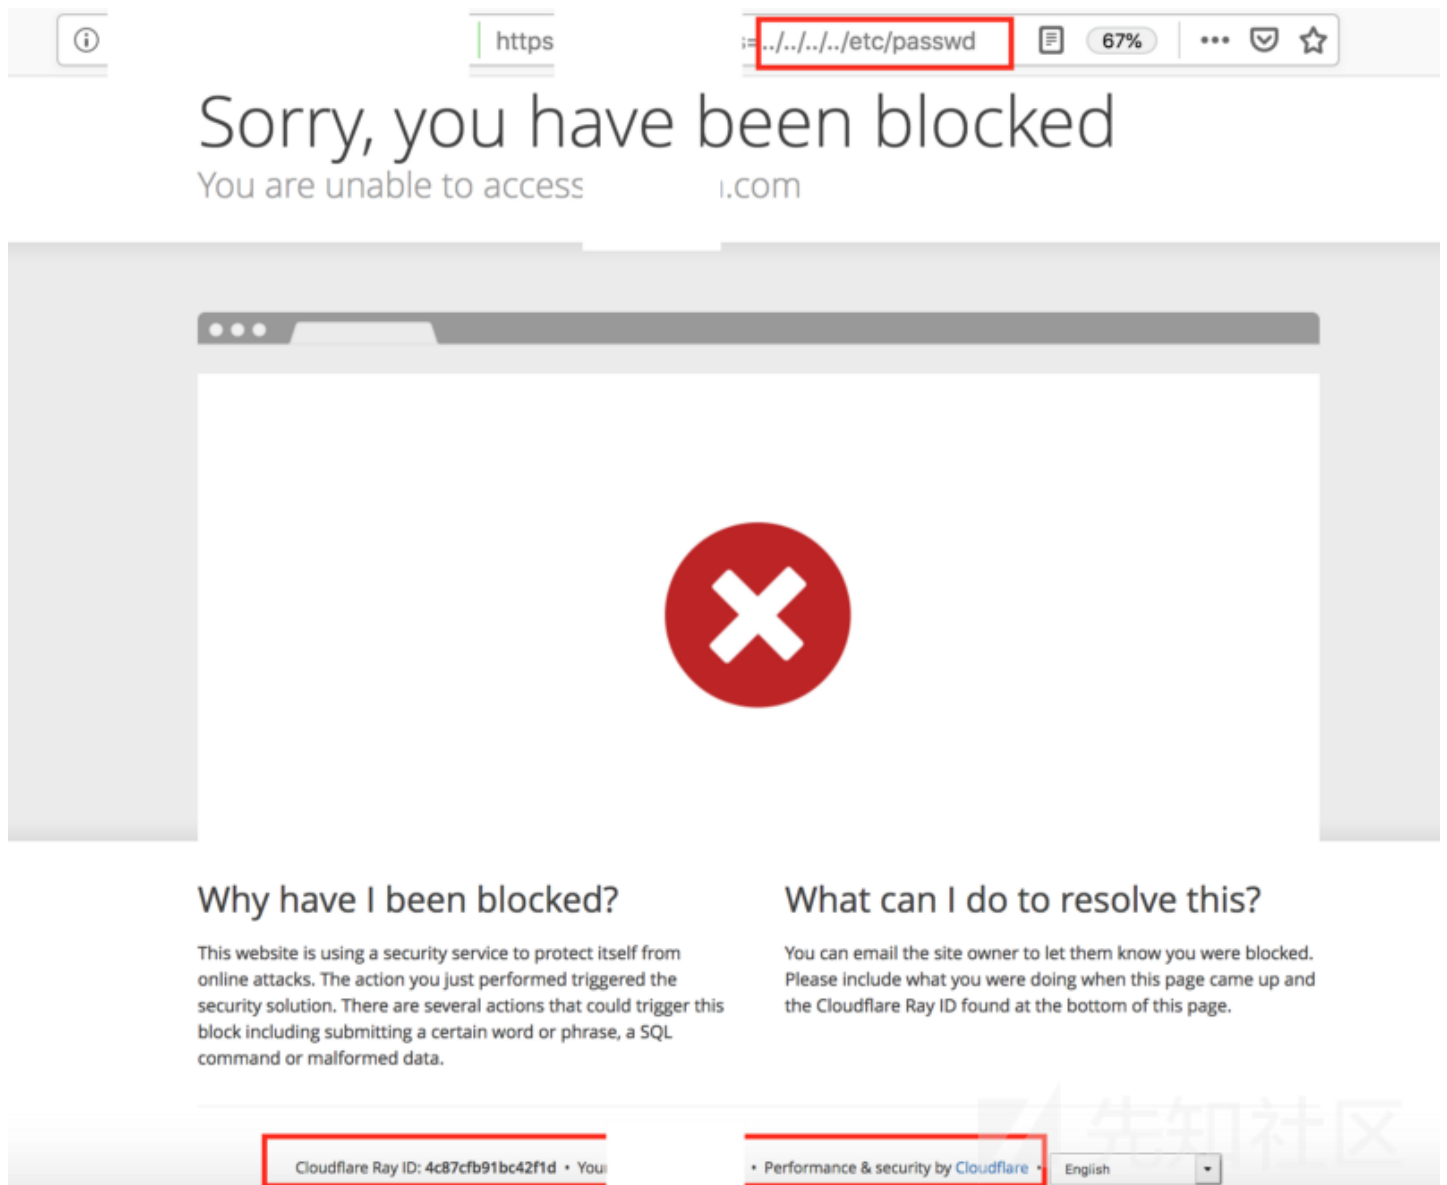 https =../../../../etc/passwd 67%
Sorry, you have been blocked
You are unable to access .com
Why have I been blocked?
This website is using a security service to protect itself from
online attacks. The action you just performed triggered the
security solution. There are several actions that could trigger this
block including submitting a certain word or phrase, a SQL
command or malformed data.
What can I do to resolve this?
You can email the site owner to let them know you were blocked.
Please include what you were doing when this page came up and
the Cloudflare Ray ID found at the bottom of this page.
先知社区
Cloudflare Ray ID: 4c87cfb91bc42f1d • You • Performance & security by Cloudflare • English